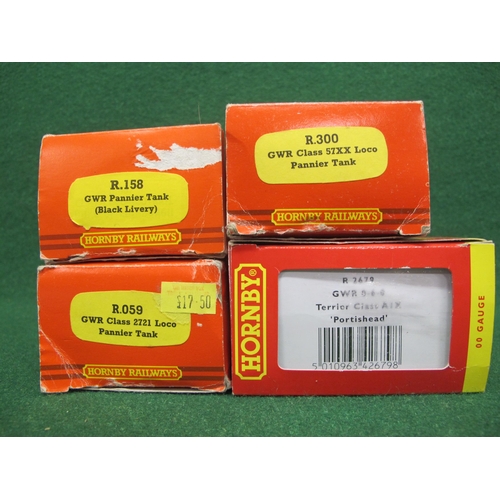 R.158
GWR Pannier Tank
(Black Livery)
HORNBY RAILWAYS
R.300
GWR Class 57XX Loco
Pannier Tank
HORNBY RAILWAYS
R.059
GWR Class 2721 Loco
Pannier Tank
£17-50
HORNBY RAILWAYS
HORNBY®
R 2678
GWR
Terrier Class A1X
'Portishead'
5 010963 426798
00 GAUGE